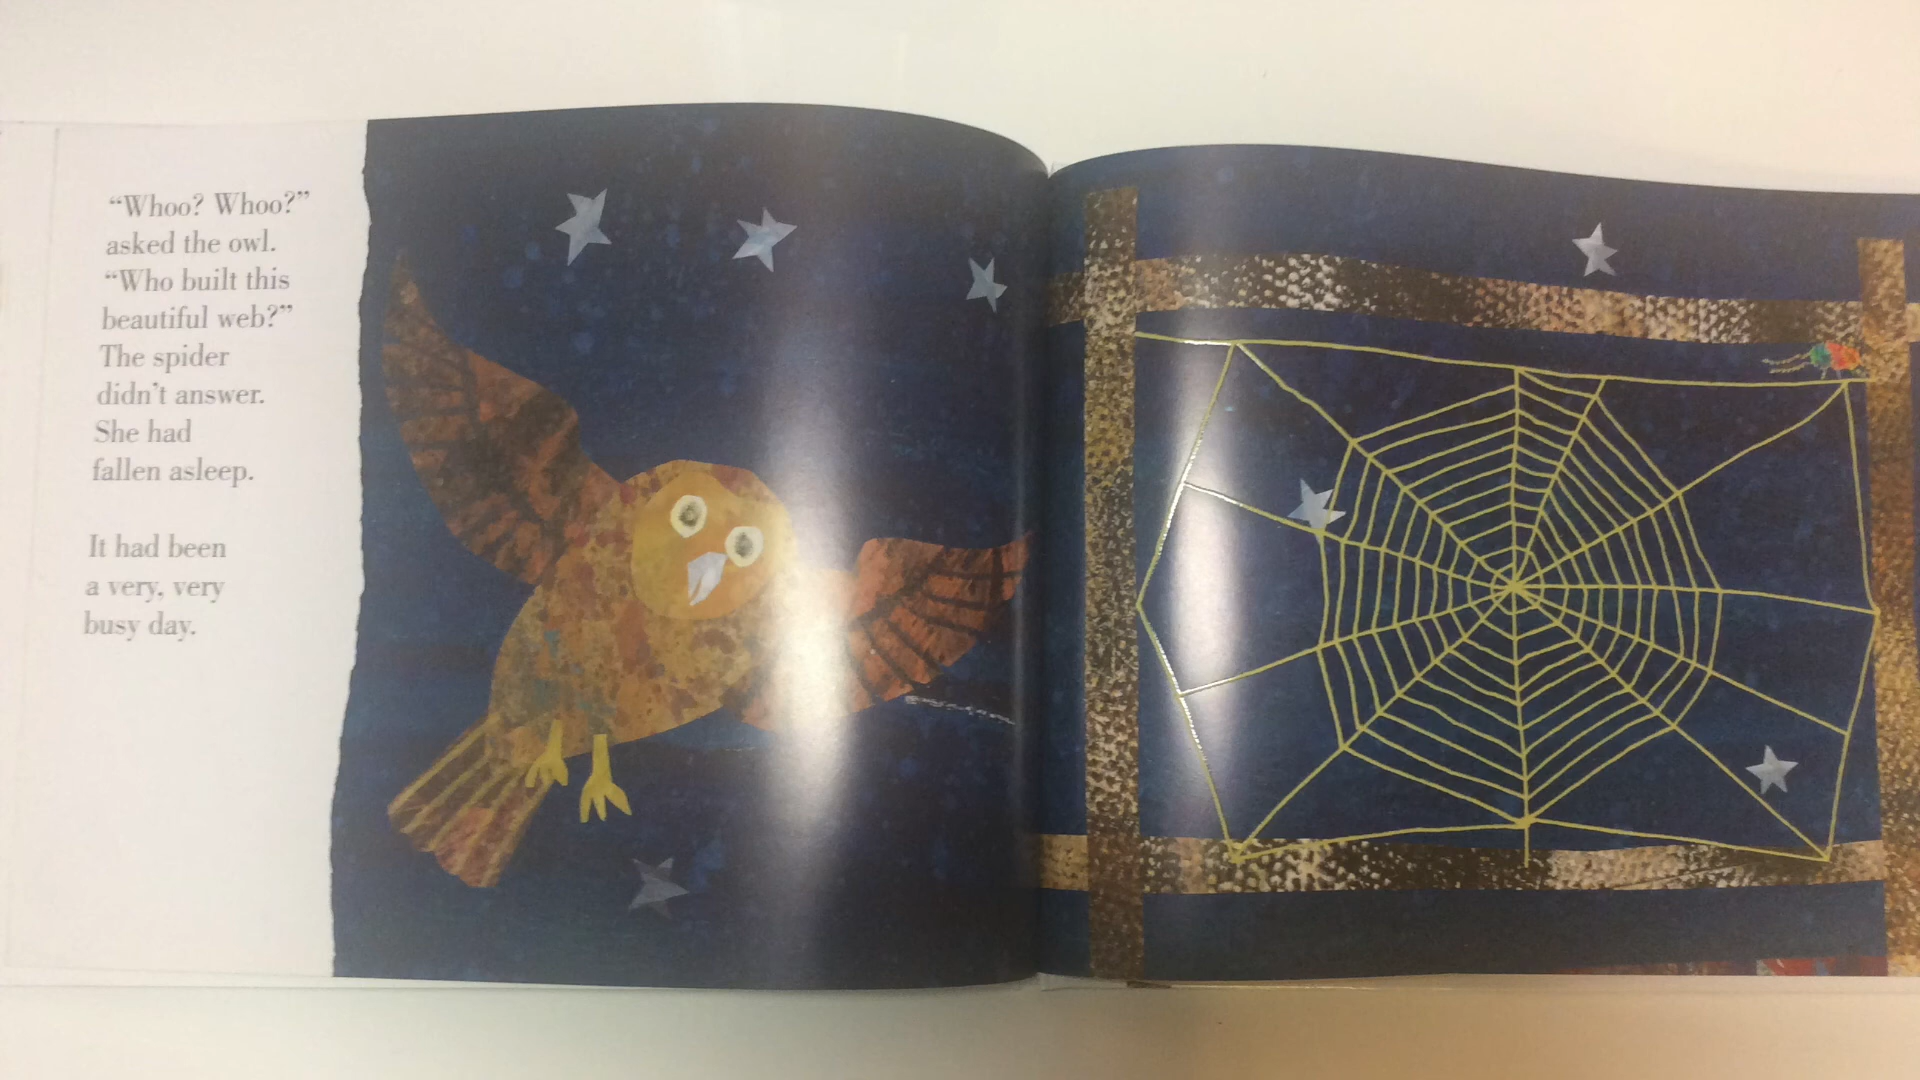 “Whoo? Whoo?”
asked the owl.
“Who built this
beautiful web?”
The spider
didn’t answer.
She had
fallen asleep.
It had been
a very, very
busy day.